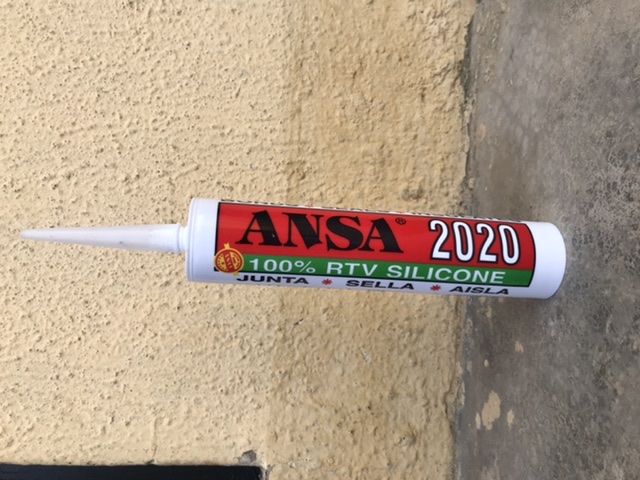 ANSA® 2020
100% RTV SILICONE
JUNTA * SELLA * AISLA